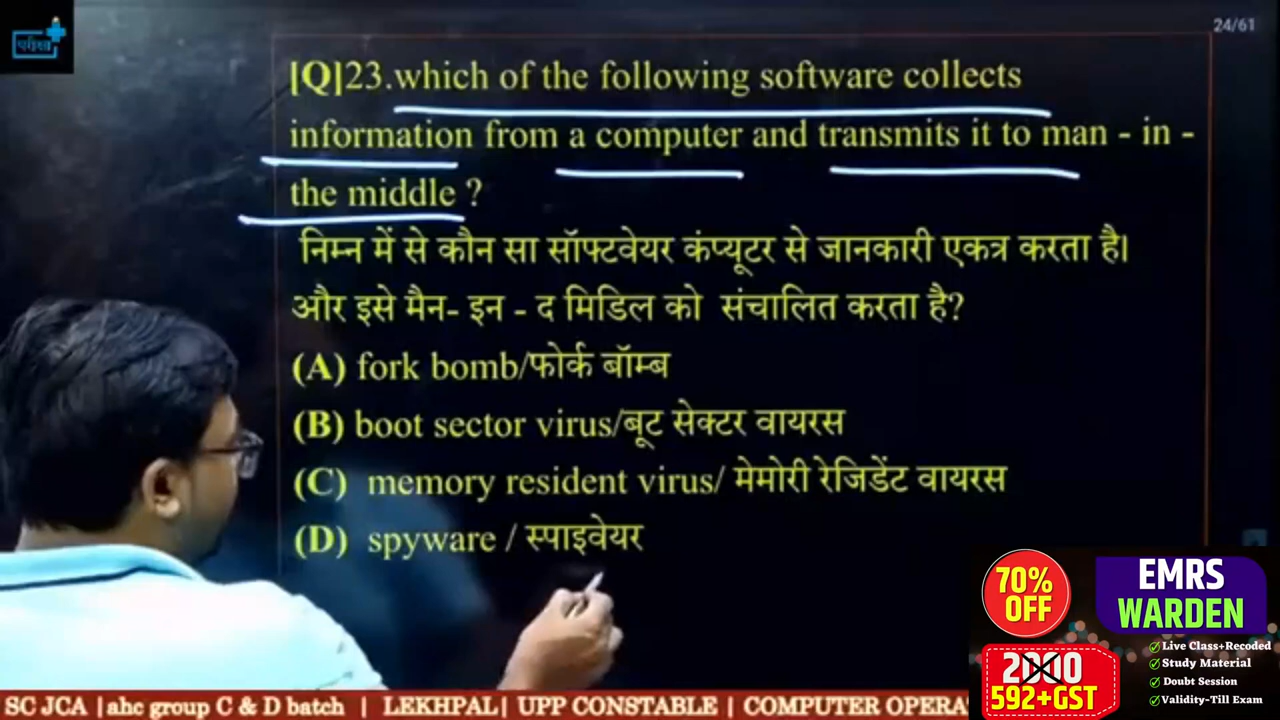 परीक्षा
24/61
[Q]23.which of the following software collects
information from a computer and transmits it to man - in -
the middle ?
निम्न में से कौन सा सॉफ्टवेयर कंप्यूटर से जानकारी एकत्र करता है।
और इसे मैन- इन - द मिडिल को संचालित करता है?
(A) fork bomb/फोर्क बॉम्ब
(B) boot sector virus/बूट सेक्टर वायरस
(C) memory resident virus/ मेमोरी रेजिडेंट वायरस
(D) spyware / स्पाइवेयर
70%
OFF
EMRS
WARDEN
2000
592+GST
Live Class+Recoded
Study Material
Doubt Session
Validity-Till Exam
SC JCA |ahc group C & D batch | LEKHPAL| UPP CONSTABLE | COMPUTER OPERA